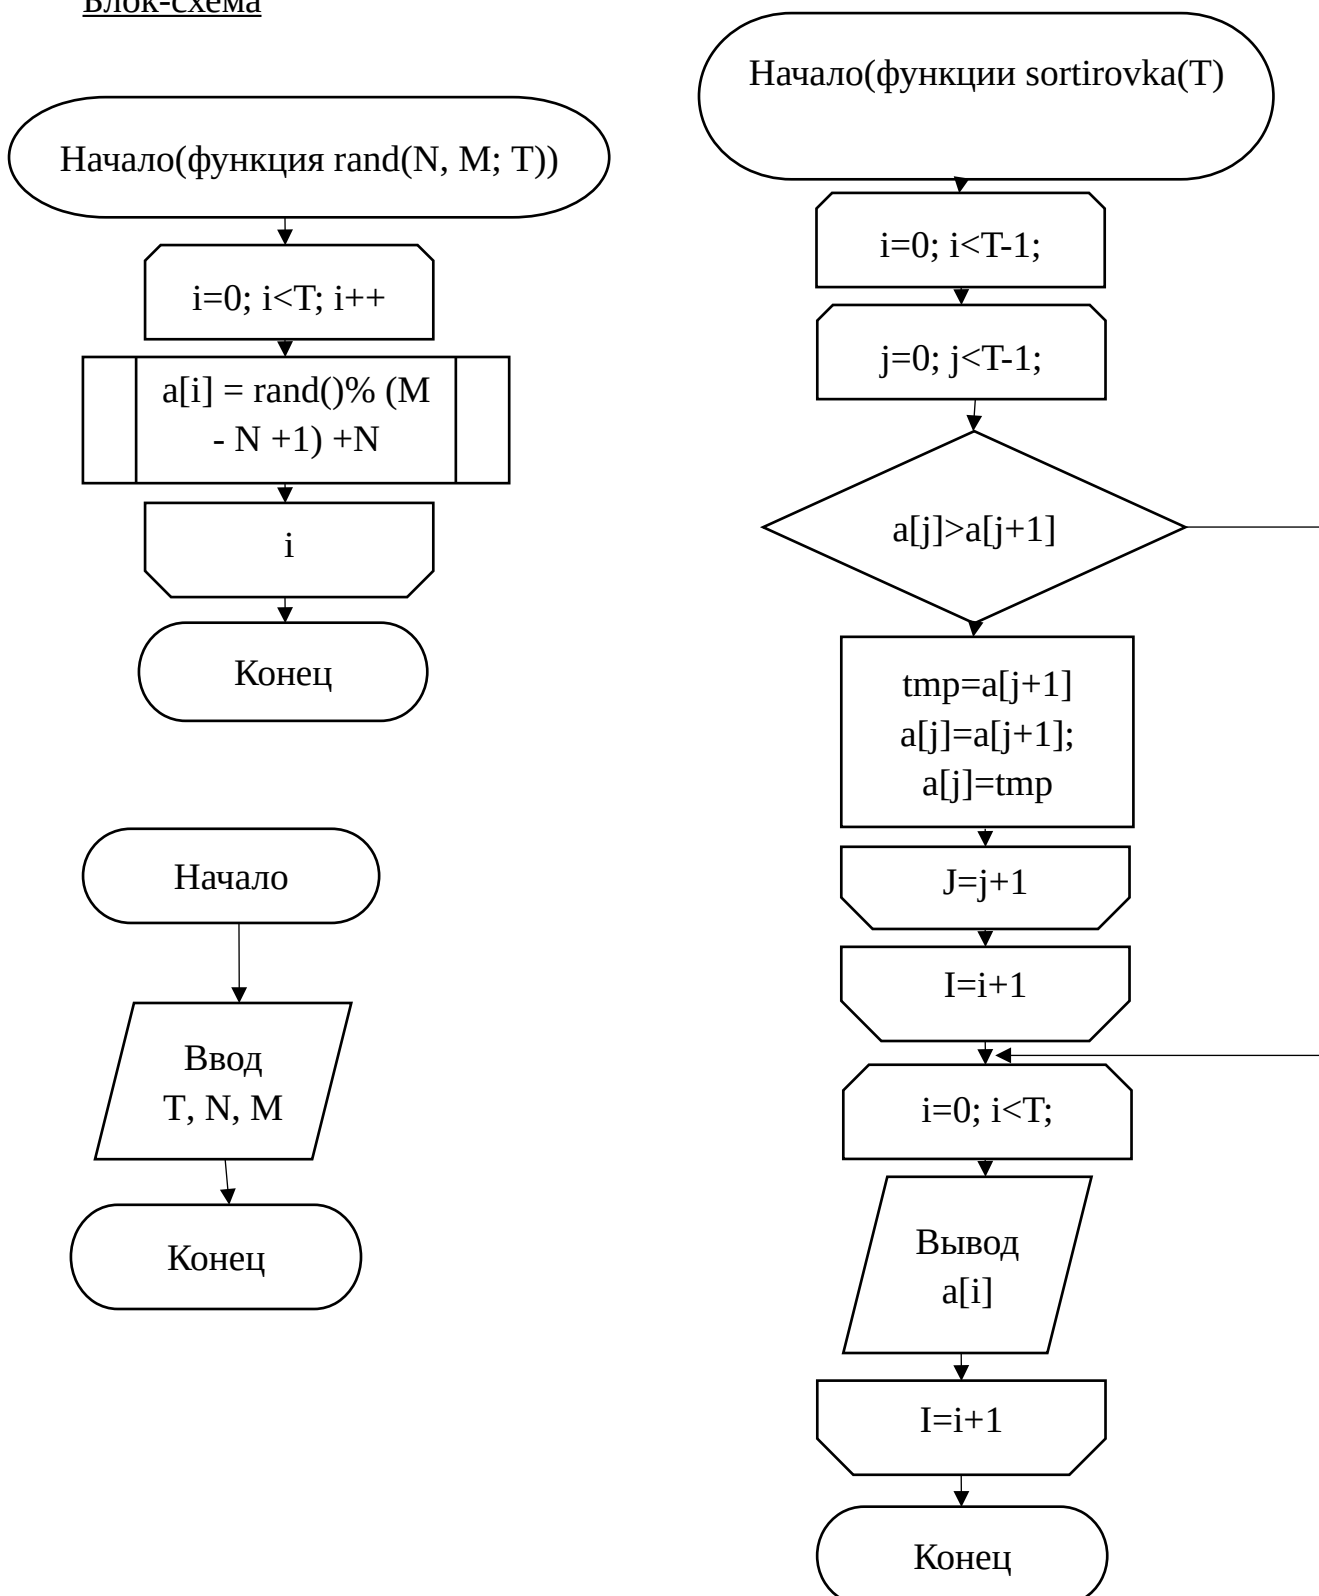 Блок-схема
Начало(функция rand(N, M; T))
i=0; i<T; i++
a[i] = rand()% (M
- N +1) +N
i
Конец
Начало
Ввод
T, N, M
Конец
Начало(функции sortirovka(T)
i=0; i<T-1;
j=0; j<T-1;
a[j]>a[j+1]
tmp=a[j+1]
a[j]=a[j+1];
a[j]=tmp
J=j+1
I=i+1
i=0; i<T;
Вывод
a[i]
I=i+1
Конец